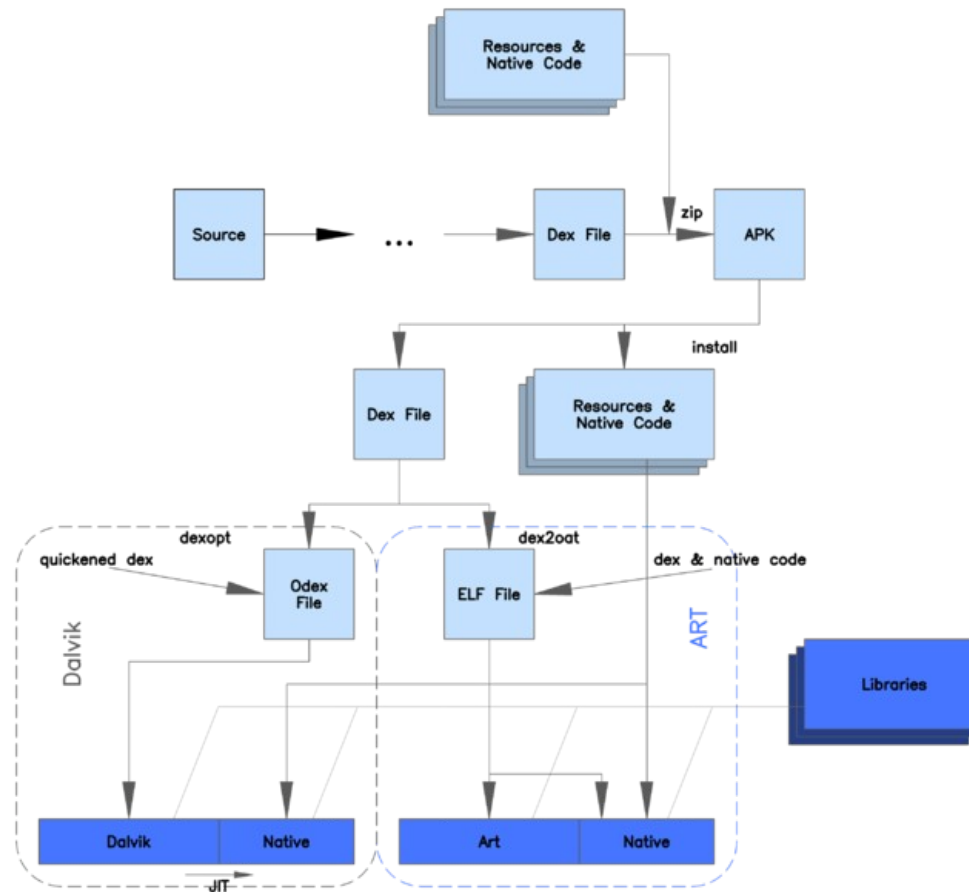 Resources &
Native Code
zip
Source
...
Dex File
APK
install
Dex File
Resources &
Native Code
dexopt
dex2oat
quickened dex
dex & native code
Odex
File
ELF File
Dalvik
ART
Libraries
Dalvik
Native
Art
Native
JIT